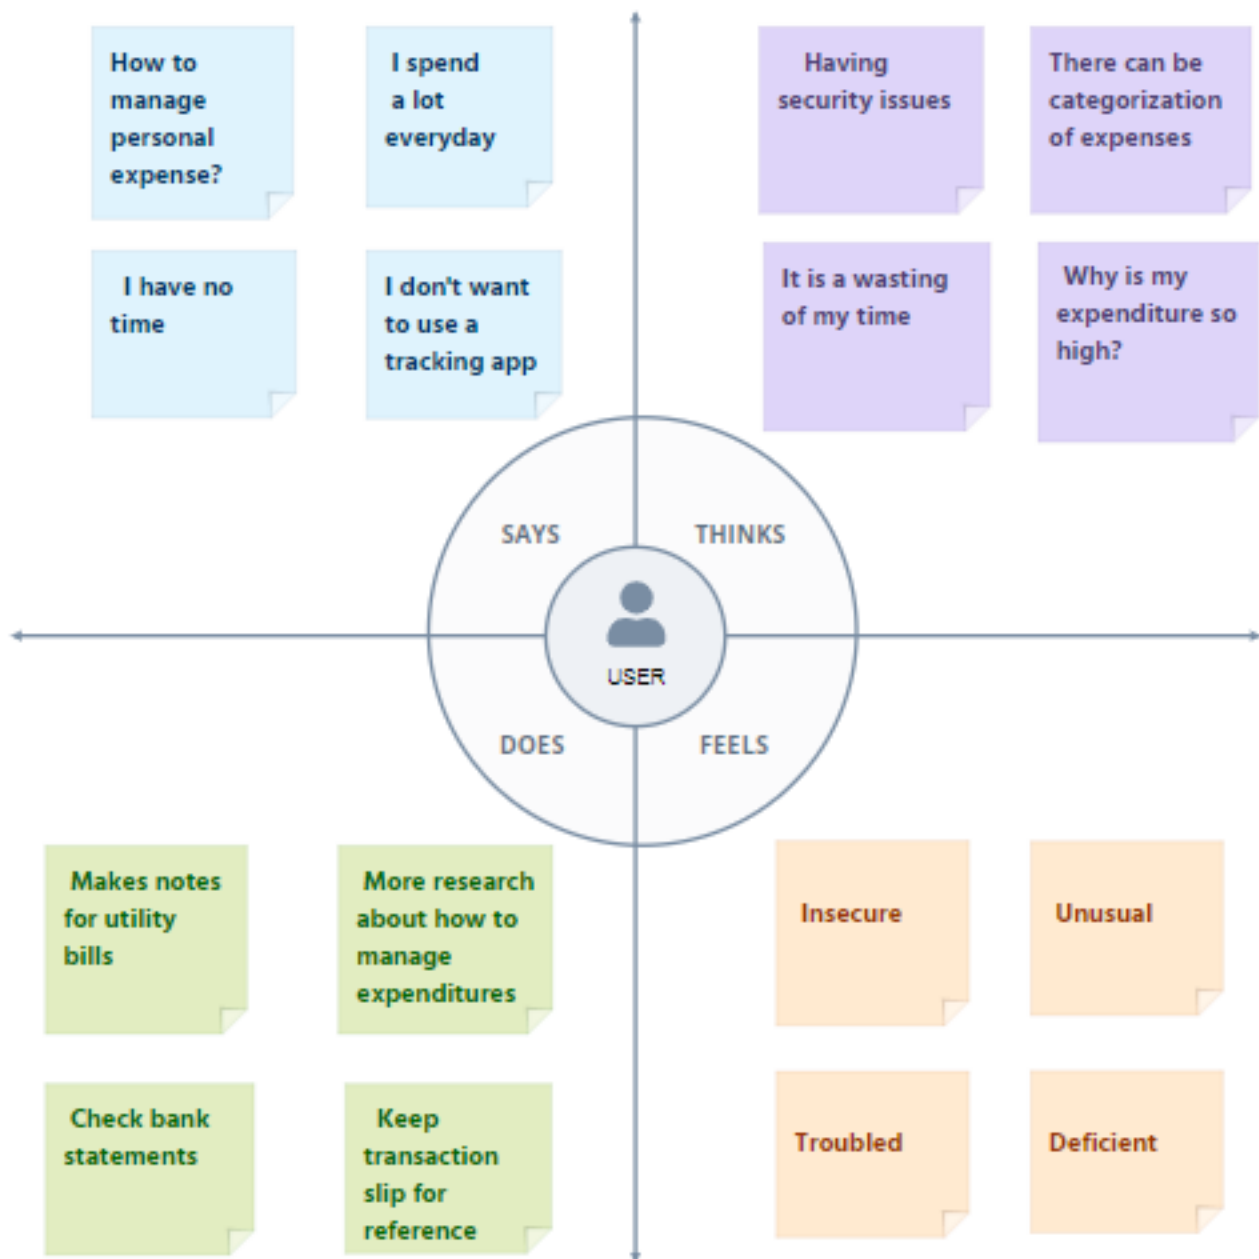 How to
manage
personal
expense?
I spend
a lot
everyday
I have no
time
I don't want
to use a
tracking app
Having
security issues
There can be
categorization
of expenses
It is a wasting
of my time
Why is my
expenditure so
high?
SAYS
THINKS
USER
DOES
FEELS
Makes notes
for utility
bills
More research
about how to
manage
expenditures
Check bank
statements
Keep
transaction
slip for
reference
Insecure
Unusual
Troubled
Deficient